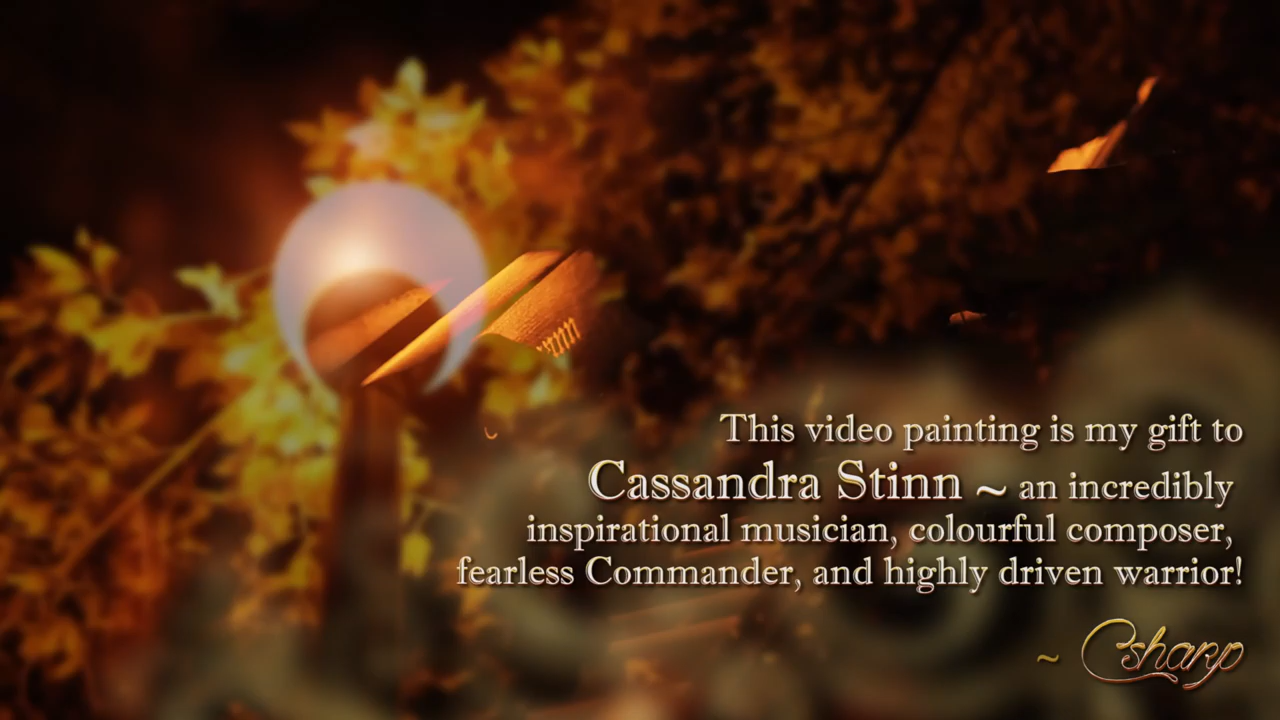 This video painting is my gift to
Cassandra Stinn ~ an incredibly
inspirational musician, colourful composer,
fearless Commander, and highly driven warrior!
~ Csharp